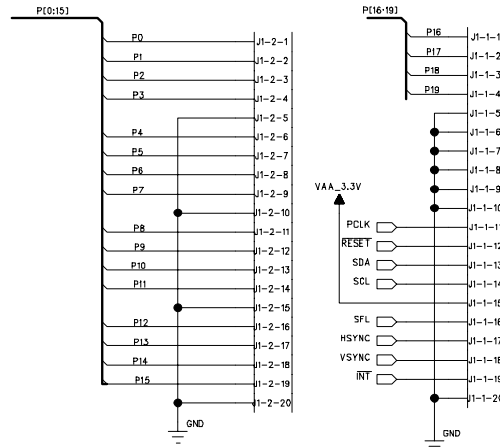 P[0:15]
P0 J1-2-1
P1 J1-2-2
P2 J1-2-3
P3 J1-2-4
J1-2-5
P4 J1-2-6
P5 J1-2-7
P6 J1-2-8
P7 J1-2-9
J1-2-10
P8 J1-2-11
P9 J1-2-12
P10 J1-2-13
P11 J1-2-14
J1-2-15
P12 J1-2-16
P13 J1-2-17
P14 J1-2-18
P15 J1-2-19
J1-2-20
GND
P[16-19]
P16 J1-1-1
P17 J1-1-2
P18 J1-1-3
P19 J1-1-4
J1-1-5
J1-1-6
J1-1-7
J1-1-8
J1-1-9
J1-1-10
VAA_3.3V
PCLK J1-1-11
RESET J1-1-12
SDA J1-1-13
SCL J1-1-14
J1-1-15
SFL J1-1-16
HSYNC J1-1-17
VSYNC J1-1-18
INT J1-1-19
J1-1-20
GND